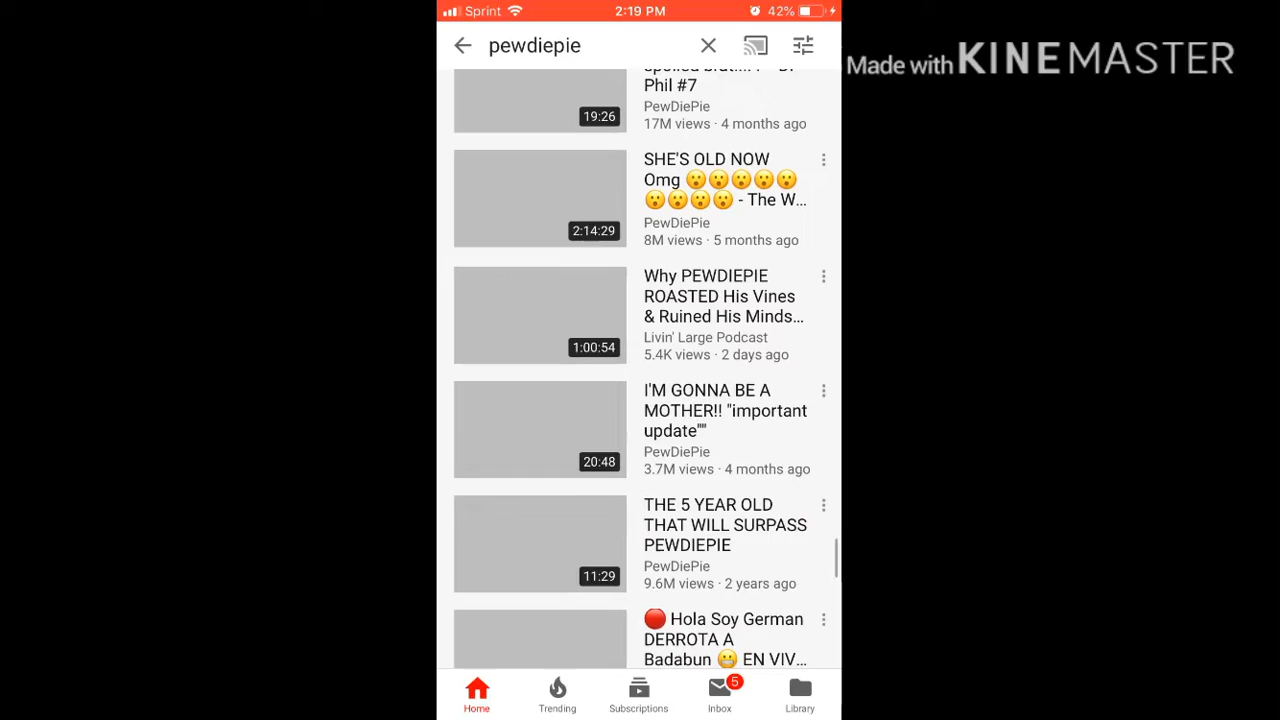 Sprint 2:19 PM 42%
pewdiepie
Made with KINEMASTER
Phil #7
PewDiePie
17M views · 4 months ago
19:26
SHE'S OLD NOW
Omg 😮😮😮😮😮
😮😮😮😮 - The W...
PewDiePie
8M views · 5 months ago
2:14:29
Why PEWDIEPIE
ROASTED His Vines
& Ruined His Minds...
Livin' Large Podcast
5.4K views · 2 days ago
1:00:54
I'M GONNA BE A
MOTHER!! "important
update""
PewDiePie
3.7M views · 4 months ago
20:48
THE 5 YEAR OLD
THAT WILL SURPASS
PEWDIEPIE
PewDiePie
9.6M views · 2 years ago
11:29
🔴 Hola Soy German
DERROTA A
Badabun 😬 EN VIV...
5
Home Trending Subscriptions Inbox Library